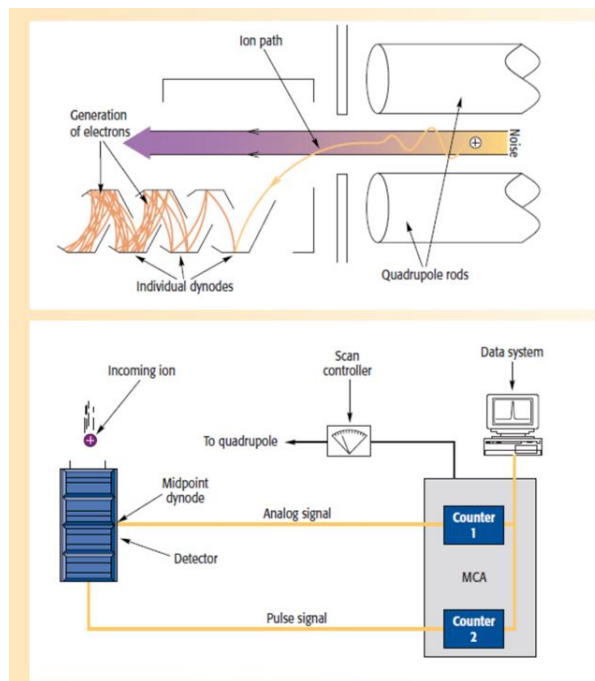 Ion path
Generation
of electrons
+
Noise
Quadrupole rods
Individual dynodes
Data system
Scan
controller
Incoming ion
+
To quadrupole
Midpoint
dynode
Analog signal
Counter
1
Detector
MCA
Pulse signal
Counter
2